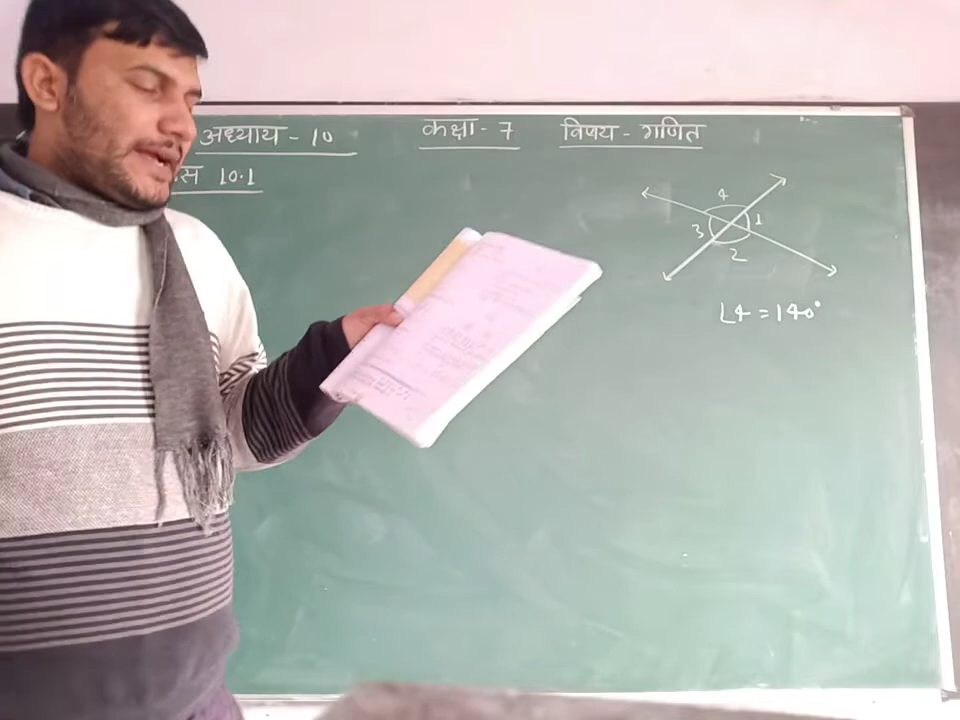 अध्याय - 10 कक्षा - 7 विषय - गणित
10.1
4
1
3
2
∠4 = 140°